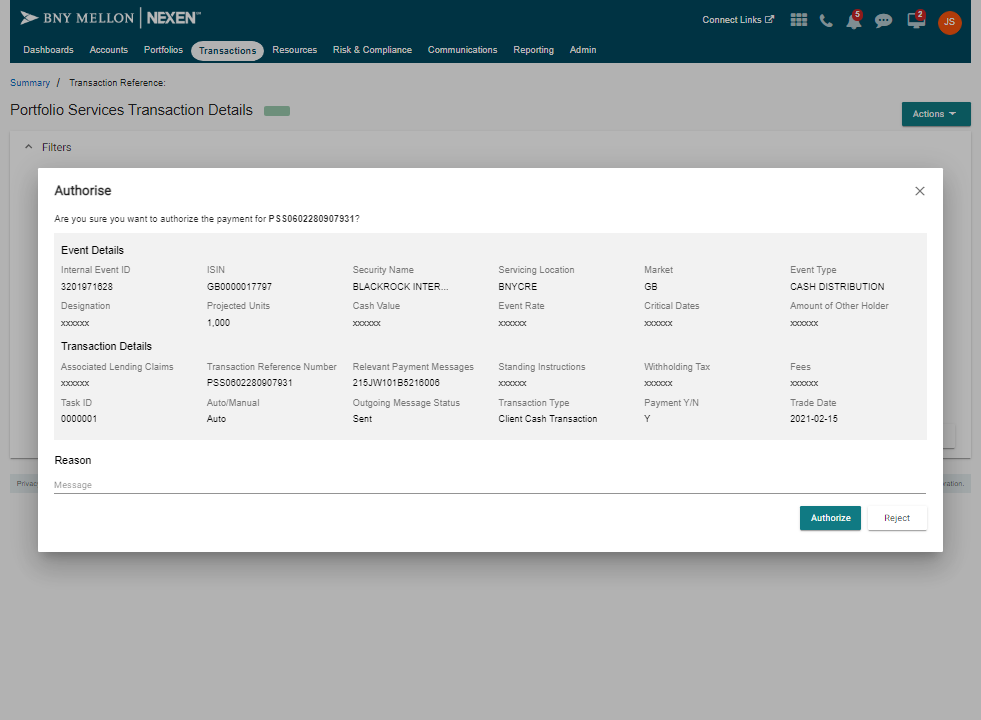 BNY MELLON | NEXEN™
Connect Links
5
2
JS
Dashboards Accounts Portfolios Transactions Resources Risk & Compliance Communications Reporting Admin
Summary / Transaction Reference:
Portfolio Services Transaction Details
Actions
Filters
Authorise
Are you sure you want to authorize the payment for PSS0602280907931?
Event Details
Internal Event ID ISIN Security Name Servicing Location Market Event Type
3201971628 GB0000017797 BLACKROCK INTER... BNYCRE GB CASH DISTRIBUTION
Designation Projected Units Cash Value Event Rate Critical Dates Amount of Other Holder
xxxxxx 1,000 xxxxxx xxxxxx xxxxxx xxxxxx
Transaction Details
Associated Lending Claims Transaction Reference Number Relevant Payment Messages Standing Instructions Withholding Tax Fees
xxxxxx PSS0602280907931 215JW101B5216006 xxxxxx xxxxxx xxxxxx
Task ID Auto/Manual Outgoing Message Status Transaction Type Payment Y/N Trade Date
0000001 Auto Sent Client Cash Transaction Y 2021-02-15
Reason
Message
Authorize Reject